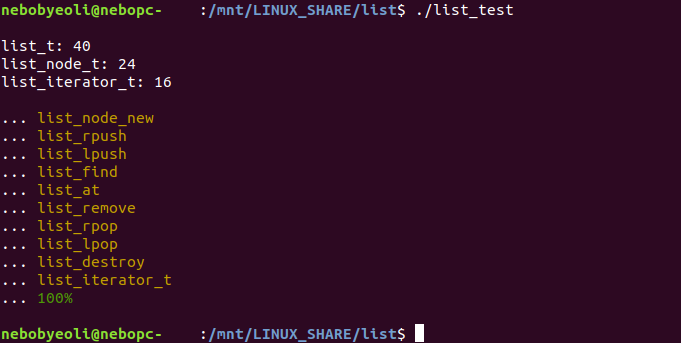 nebobyeoli@nebopc-    :/mnt/LINUX_SHARE/list$ ./list_test
list_t: 40
list_node_t: 24
list_iterator_t: 16
... list_node_new
... list_rpush
... list_lpush
... list_find
... list_at
... list_remove
... list_rpop
... list_lpop
... list_destroy
... list_iterator_t
... 100%
nebobyeoli@nebopc-    :/mnt/LINUX_SHARE/list$